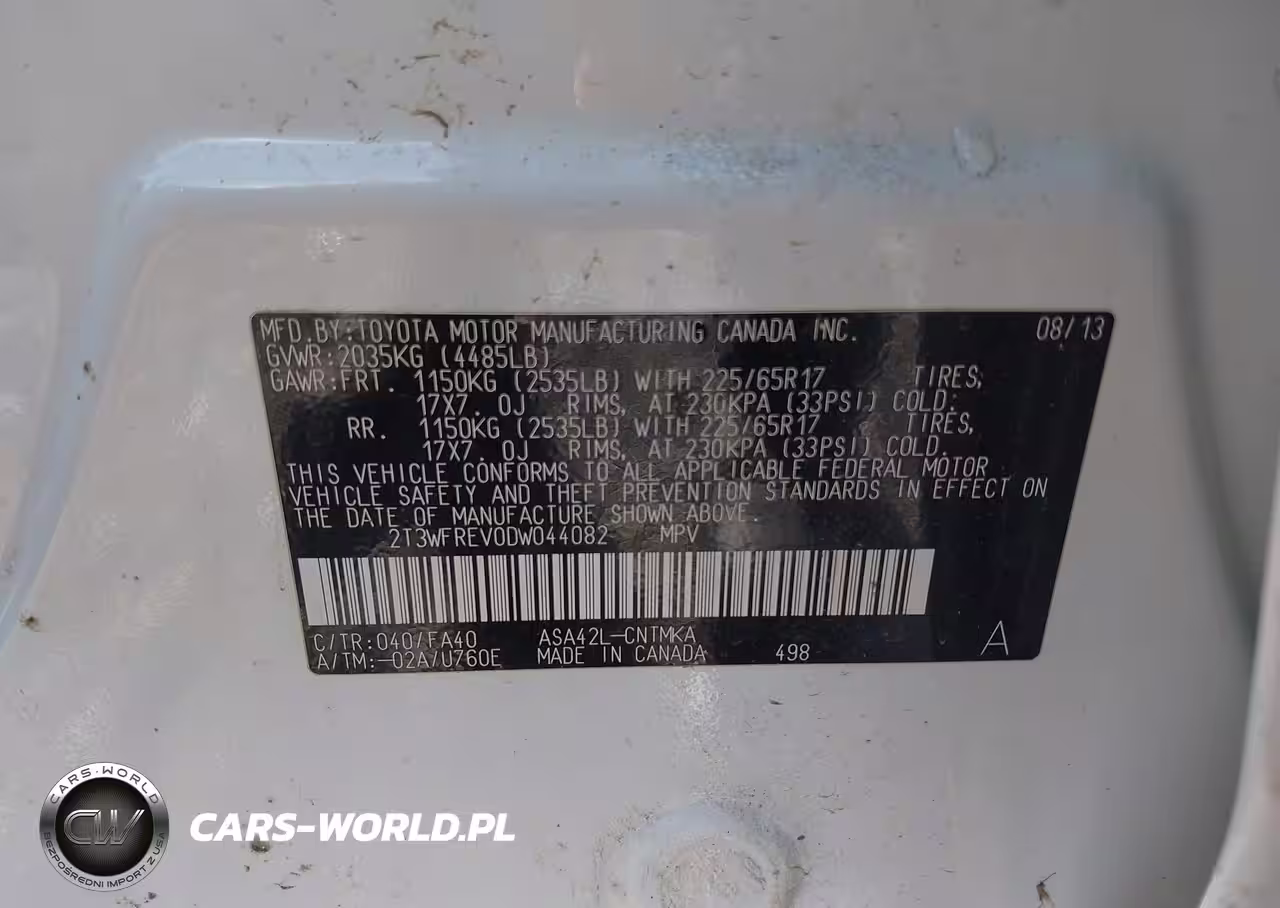 MFD.BY:TOYOTA MOTOR MANUFACTURING CANADA INC. 08/13
GVWR:2035KG (4485LB)
GAWR:FRT. 1150KG (2535LB) WITH 225/65R17 TIRES,
17X7.0J RIMS, AT 230KPA (33PSI) COLD.
RR. 1150KG (2535LB) WITH 225/65R17 TIRES,
17X7.0J RIMS, AT 230KPA (33PSI) COLD.
THIS VEHICLE CONFORMS TO ALL APPLICABLE FEDERAL MOTOR
VEHICLE SAFETY AND THEFT PREVENTION STANDARDS IN EFFECT ON
THE DATE OF MANUFACTURE SHOWN ABOVE.
2T3WFREV0DW044082 MPV
C/TR:040/FA40 ASA42L-CNTMKA
A/TM:-02A/U760E MADE IN CANADA 498 A
CARS-WORLD
CW
BEZPOŚREDNI IMPORT Z USA
CARS-WORLD.PL